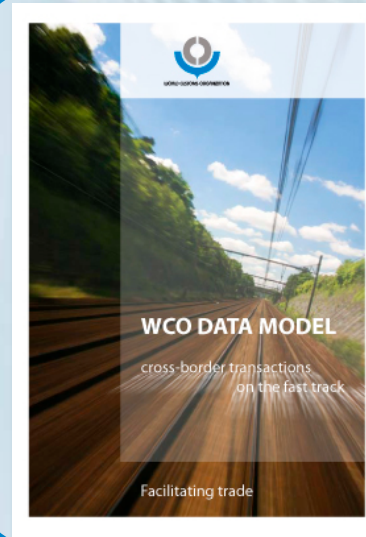 WORLD CUSTOMS ORGANIZATION
WCO DATA MODEL
cross-border transactions
on the fast track
Facilitating trade